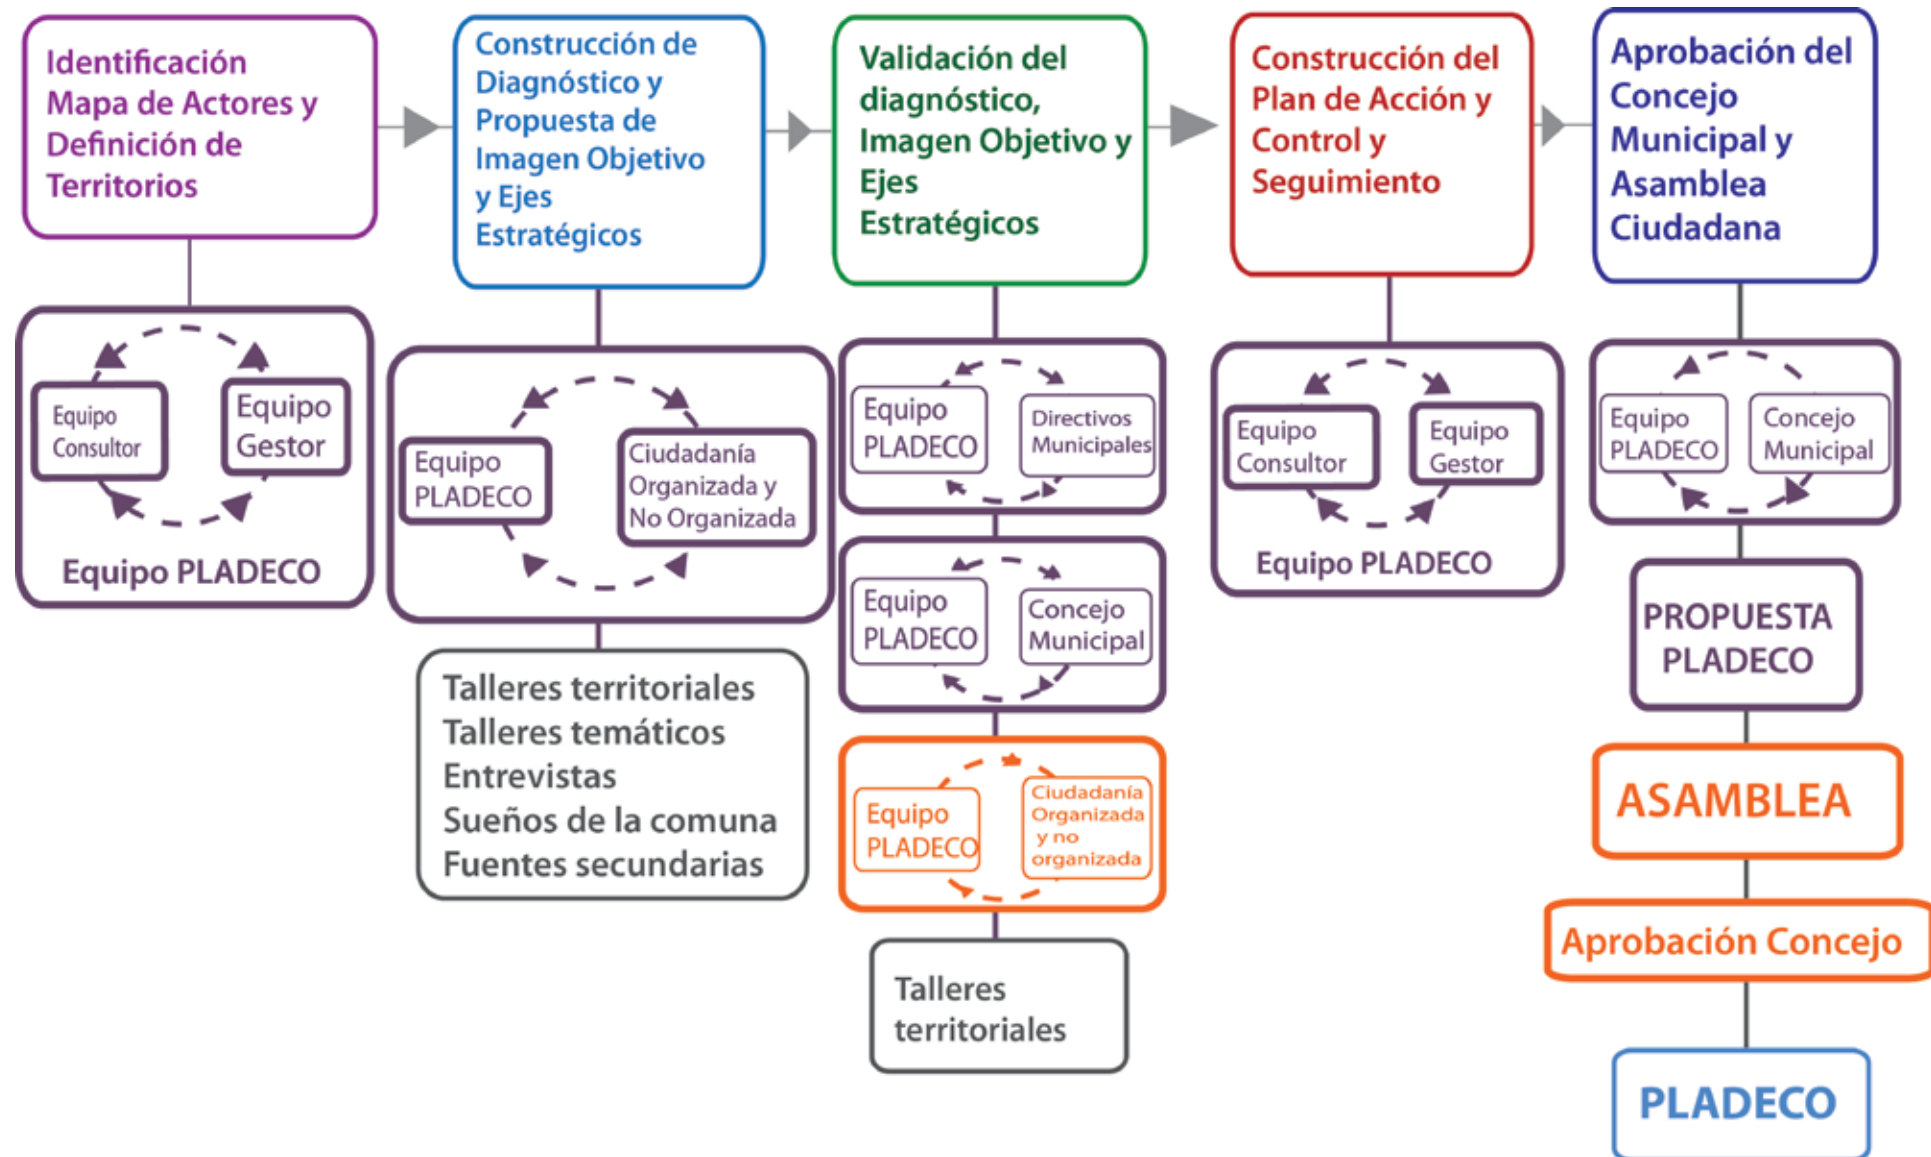 Identificación
Mapa de Actores y
Definición de
Territorios
Construcción de
Diagnóstico y
Propuesta de
Imagen Objetivo
y Ejes
Estratégicos
Validación del
diagnóstico,
Imagen Objetivo y
Ejes
Estratégicos
Construcción del
Plan de Acción y
Control y
Seguimiento
Aprobación del
Concejo
Municipal y
Asamblea
Ciudadana
Equipo
Consultor
Equipo
Gestor
Equipo PLADECO
Equipo
PLADECO
Ciudadanía
Organizada y
No Organizada
Talleres territoriales
Talleres temáticos
Entrevistas
Sueños de la comuna
Fuentes secundarias
Equipo
PLADECO
Directivos
Municipales
Equipo
PLADECO
Concejo
Municipal
Equipo
PLADECO
Ciudadanía
Organizada
y no
organizada
Talleres
territoriales
Equipo
Consultor
Equipo
Gestor
Equipo PLADECO
Equipo
PLADECO
Concejo
Municipal
PROPUESTA
PLADECO
ASAMBLEA
Aprobación Concejo
PLADECO